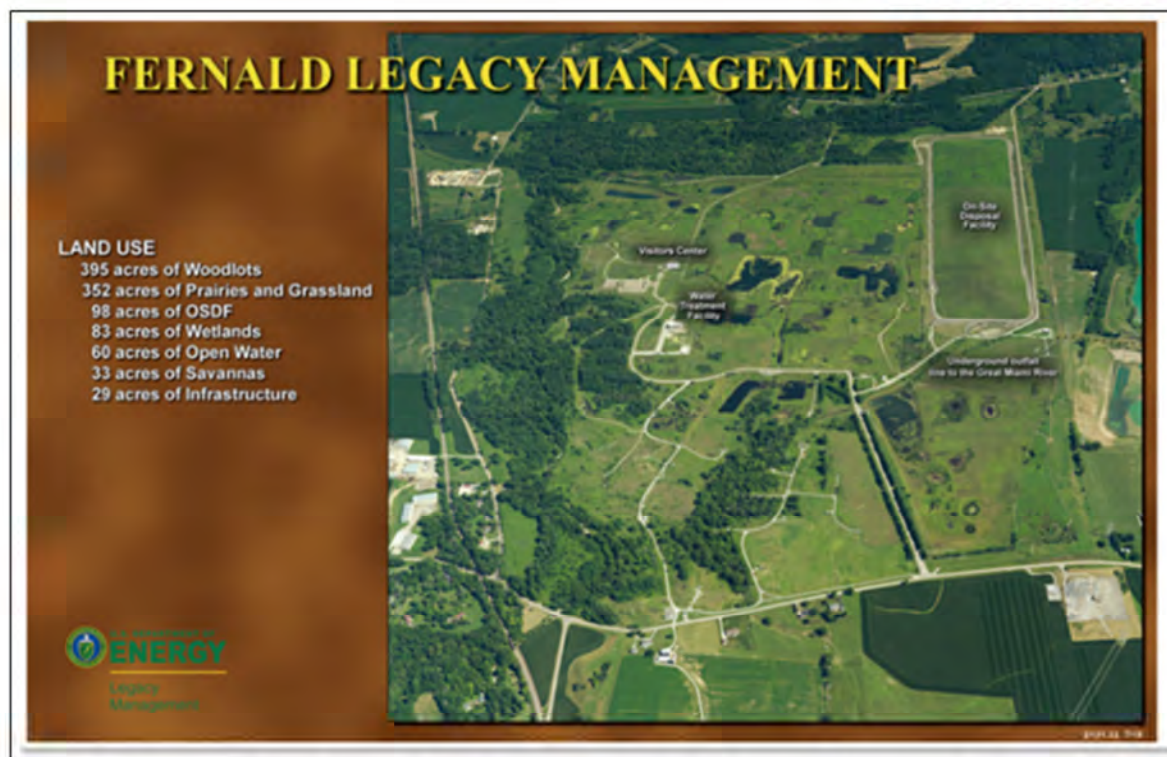 FERNALD LEGACY MANAGEMENT
LAND USE
395 acres of Woodlots
352 acres of Prairies and Grassland
98 acres of OSDF
83 acres of Wetlands
60 acres of Open Water
33 acres of Savannas
29 acres of Infrastructure
On-Site
Disposal
Facility
Visitors Center
Water
Treatment
Facility
Underground outfall
line to the Great Miami River
U.S. DEPARTMENT OF
ENERGY
Legacy
Management